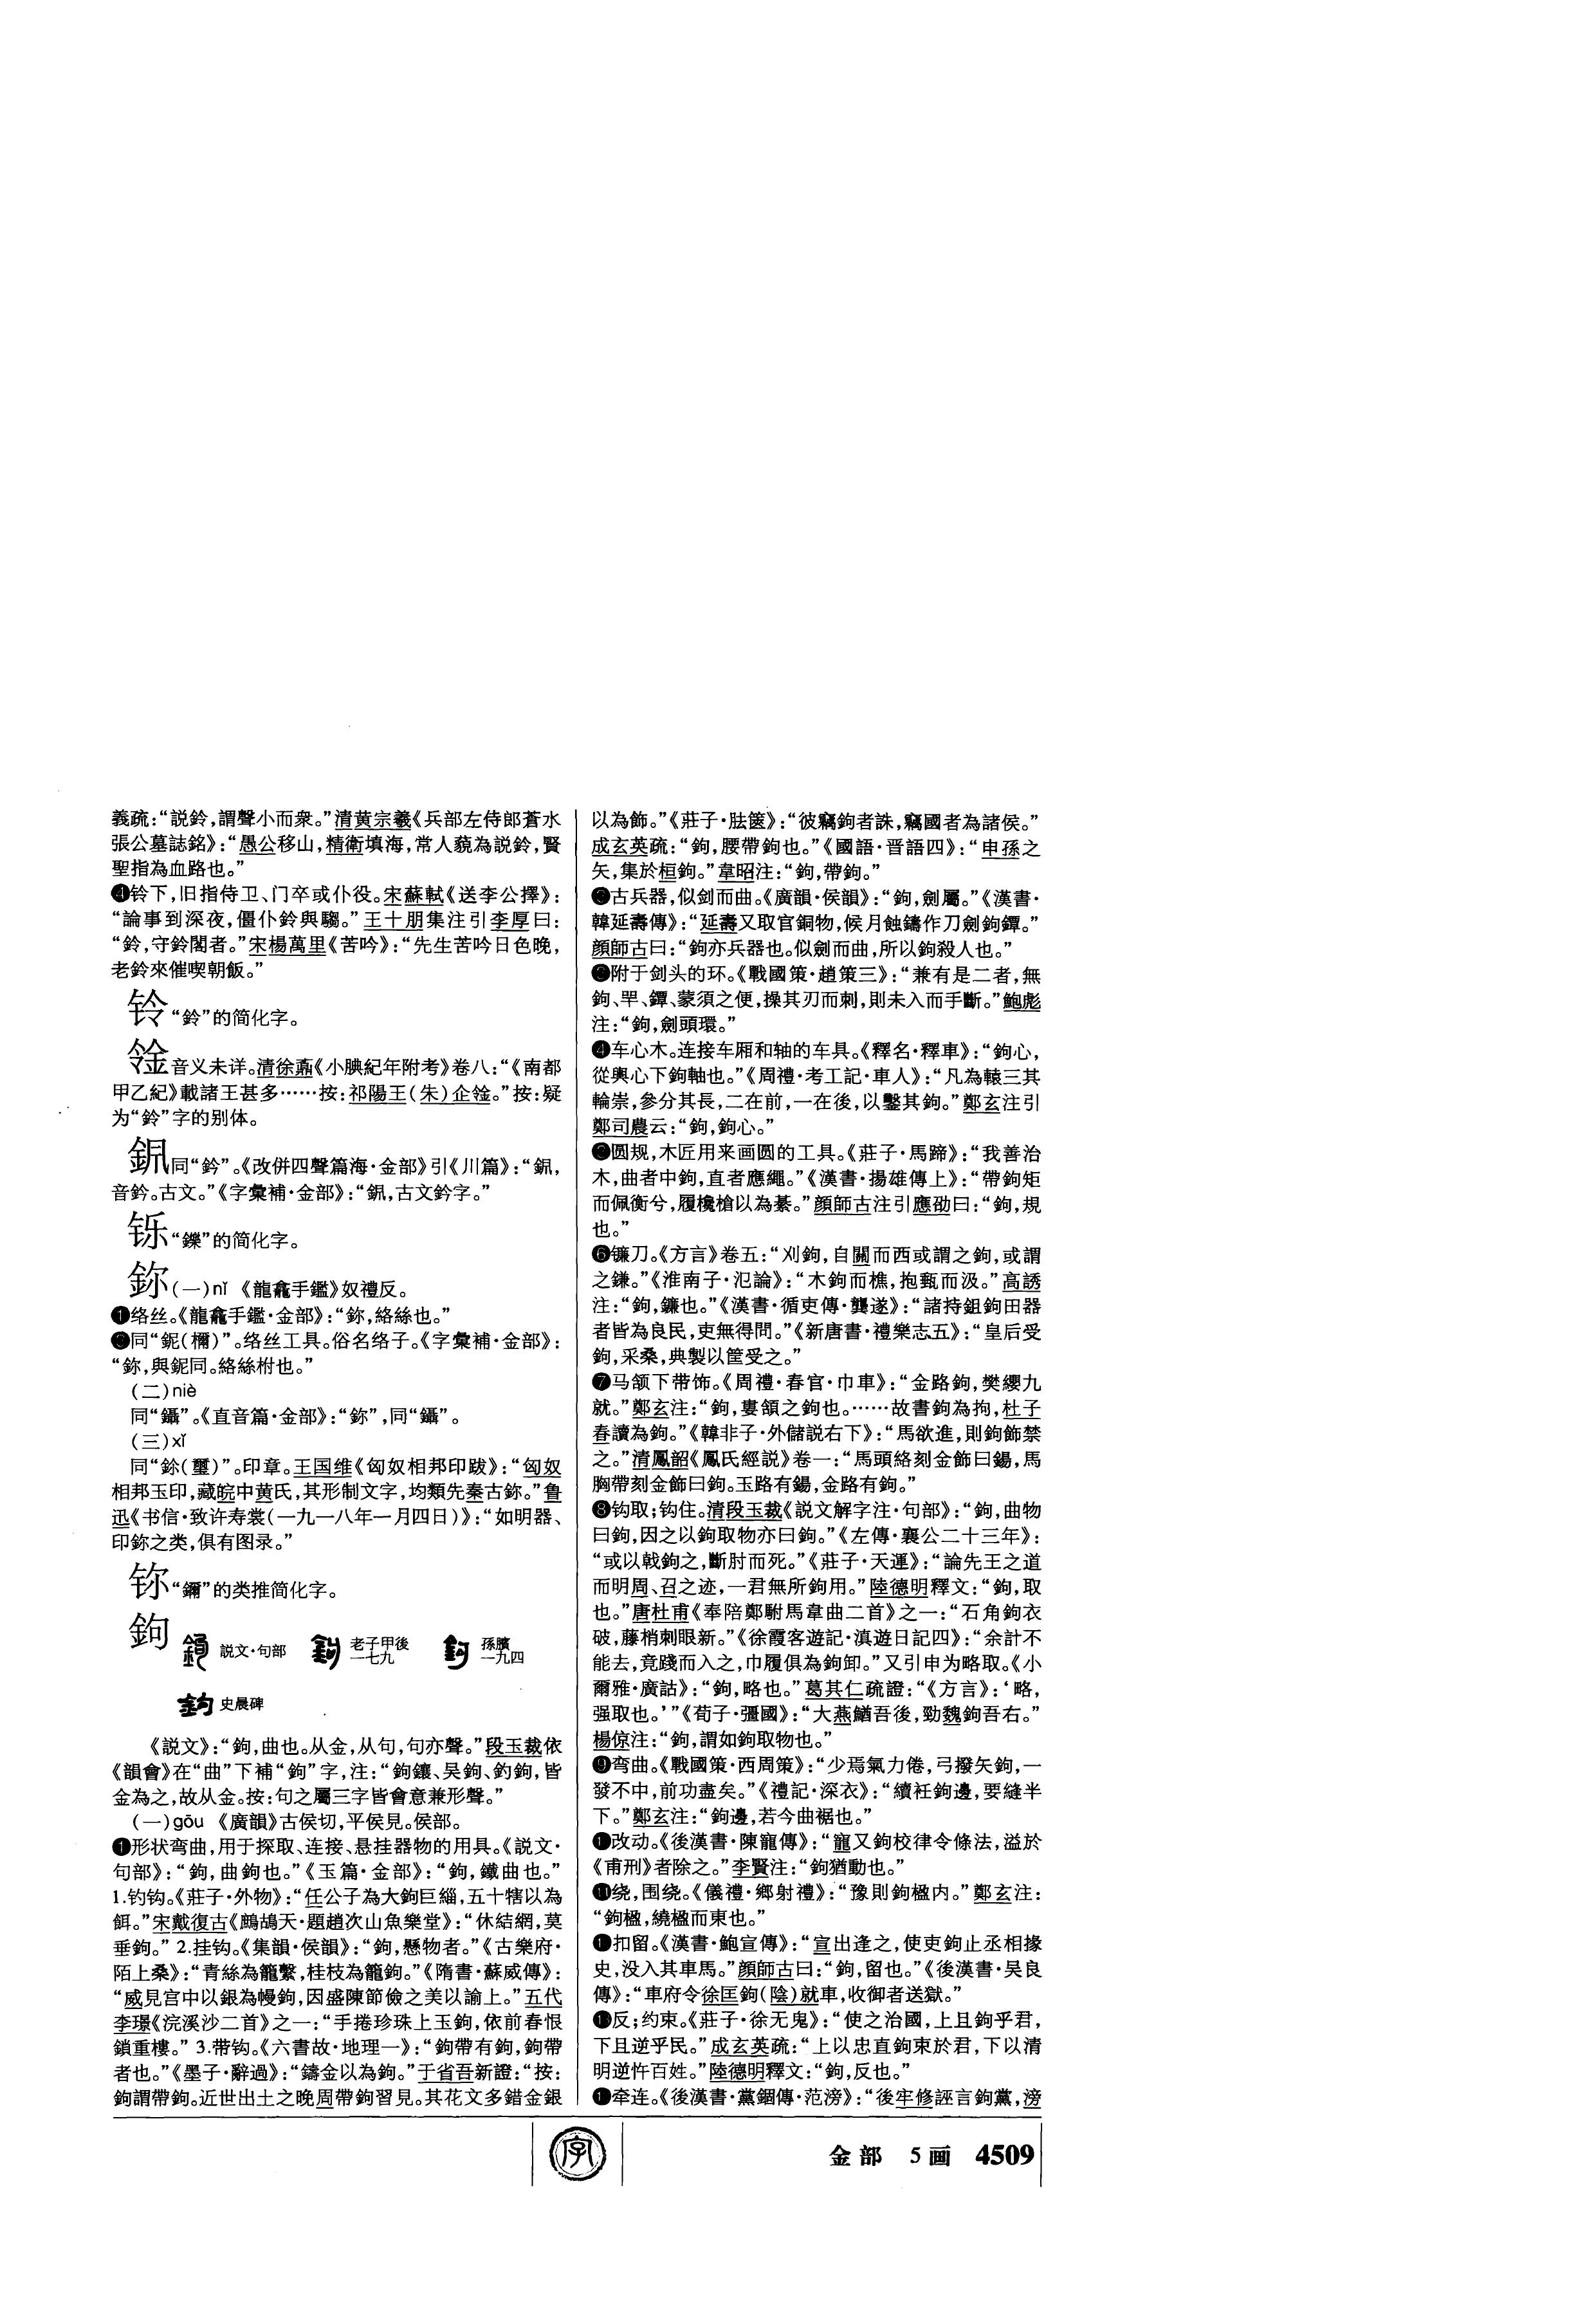 義疏:“説鈴,謂聲小而衆。”清黄宗羲《兵部左侍郎蒼水
張公墓誌銘》:“愚公移山,精衛填海,常人藐為説鈴,賢
聖指為血路也。”
❹铃下,旧指侍卫、门卒或仆役。宋蘇軾《送李公擇》:
“論事到深夜,僵仆鈴與騶。”王十朋集注引李厚曰:
“鈴,守鈴閣者。”宋楊萬里《苦吟》:“先生苦吟日色晚,
老鈴來催喫朝飯。”
铃“鈴”的简化字。
䥐音义未详。清徐鼒《小腆紀年附考》卷八:“《南都
甲乙紀》載諸王甚多……按:祁陽王(朱)企。”按:疑
为“鈴”字的别体。
同“鈐”。《改併四聲篇海·金部》引《川篇》:“,
音鈐。古文。”《字彙補·金部》:“,古文鈐字。”
铄“鑠”的简化字。
鉨(一)nǐ 《龍龕手鑑》奴禮反。
❶络丝。《龍龕手鑑·金部》:“鉨,絡絲也。”
❷同“鈮(檷)”。络丝工具。俗名络子。《字彙補·金部》:
“鉨,與鈮同。絡絲柎也。”
(二)niè
同“鑷”。《直音篇·金部》:“鉨”,同“鑷”。
(三)xǐ
同“鉩(璽)”。印章。王国维《匈奴相邦印跋》:“匈奴
相邦玉印,藏皖中黄氏,其形制文字,均類先秦古鉨。”鲁
迅《书信·致许寿裳(一九一八年一月四日)》:“如明器、
印鉨之类,俱有图录。”
钵“鑈”的类推简化字。
鉤 説文·句部 老子甲後一七九 孫臏一九四
史晨碑
《説文》:“鉤,曲也。从金,从句,句亦聲。”段玉裁依
《韻會》在“曲”下補“鉤”字,注:“鉤鑲、吴鉤、釣鉤,皆
金為之,故从金。按:句之屬三字皆會意兼形聲。”
(一)gōu 《廣韻》古侯切,平侯見。侯部。
❶形状弯曲,用于探取、连接、悬挂器物的用具。《説文·
句部》:“鉤,曲鉤也。”《玉篇·金部》:“鉤,鐵曲也。”
1.钓钩。《莊子·外物》:“任公子為大鉤巨緇,五十犗以為
餌。”宋戴復古《鷓鴣天·題趙次山魚樂堂》:“休結網,莫
垂鉤。” 2.挂钩。《集韻·侯韻》:“鉤,懸物者。”《古樂府·
陌上桑》:“青絲為籠繫,桂枝為籠鉤。”《隋書·蘇威傳》:
“威見宫中以銀為幔鉤,因盛陳節儉之美以諭上。”五代
李璟《浣溪沙二首》之一:“手捲珍珠上玉鉤,依前春恨
鎖重樓。” 3.带钩。《六書故·地理一》:“鉤帶有鉤,鉤帶
者也。”《墨子·辭過》:“鑄金以為鉤。”于省吾新證:“按:
鉤謂帶鉤。近世出土之晚周帶鉤習見。其花文多錯金銀
以為飾。”《莊子·胠篋》:“彼竊鉤者誅,竊國者為諸侯。”
成玄英疏:“鉤,腰帶鉤也。”《國語·晋語四》:“申孫之
矢,集於桓鉤。”韋昭注:“鉤,帶鉤。”
❷古兵器,似剑而曲。《廣韻·侯韻》:“鉤,劍屬。”《漢書·
韓延壽傳》:“延壽又取官銅物,候月蝕鑄作刀劍鉤鐔。”
顔師古曰:“鉤亦兵器也。似劍而曲,所以鉤殺人也。”
❸附于剑头的环。《戰國策·趙策三》:“兼有是二者,無
鉤、𦊁、鐔、蒙須之便,操其刃而刺,則未入而手斷。”鮑彪
注:“鉤,劍頭環。”
❹车心木。连接车厢和轴的车具。《釋名·釋車》:“鉤心,
從輿心下鉤軸也。”《周禮·考工記·車人》:“凡為轅三其
輪崇,參分其長,二在前,一在後,以鑿其鉤。”鄭玄注引
鄭司農云:“鉤,鉤心。”
❺圆规,木匠用来画圆的工具。《莊子·馬蹄》:“我善治
木,曲者中鉤,直者應繩。”《漢書·揚雄傳上》:“帶鉤矩
而佩衡兮,履欃槍以為綦。”顔師古注引應劭曰:“鉤,規
也。”
❻镰刀。《方言》卷五:“刈鉤,自關而西或謂之鉤,或謂
之鎌。”《淮南子·氾論》:“木鉤而樵,抱甄而汲。”高誘
注:“鉤,鐮也。”《漢書·循吏傳·龔遂》:“諸持鉏鉤田器
者皆為良民,吏無得問。”《新唐書·禮樂志五》:“皇后受
鉤,采桑,典製以筐受之。”
❼马颔下带饰。《周禮·春官·巾車》:“金路鉤,樊纓九
就。”鄭玄注:“鉤,婁頷之鉤也。……故書鉤為拘,杜子
春讀為鉤。”《韓非子·外儲説右下》:“馬欲進,則鉤飾禁
之。”清鳳韶《鳳氏經説》卷一:“馬頭絡刻金飾曰鍚,馬
胸帶刻金飾曰鉤。玉路有鍚,金路有鉤。”
❽钩取;钩住。清段玉裁《説文解字注·句部》:“鉤,曲物
曰鉤,因之以鉤取物亦曰鉤。”《左傳·襄公二十三年》:
“或以戟鉤之,斷肘而死。”《莊子·天運》:“論先王之道
而明周、召之迹,一君無所鉤用。”陸德明釋文:“鉤,取
也。”唐杜甫《奉陪鄭駙馬韋曲二首》之一:“石角鉤衣
破,藤梢刺眼新。”《徐霞客遊記·滇遊日記四》:“余計不
能去,竟踐而入之,巾履俱為鉤卸。”又引申为略取。《小
爾雅·廣詁》:“鉤,略也。”葛其仁疏證:“《方言》:‘略,
强取也。’”《荀子·彊國》:“大燕鰌吾後,勁魏鉤吾右。”
楊倞注:“鉤,謂如鉤取物也。”
❾弯曲。《戰國策·西周策》:“少焉氣力倦,弓撥矢鉤,一
發不中,前功盡矣。”《禮記·深衣》:“續衽鉤邊,要縫半
下。”鄭玄注:“鉤邊,若今曲裾也。”
❿改动。《後漢書·陳寵傳》:“寵又鉤校律令條法,溢於
《甫刑》者除之。”李賢注:“鉤猶動也。”
⓫绕,围绕。《儀禮·鄉射禮》:“豫則鉤楹内。”鄭玄注:
“鉤楹,繞楹而東也。”
⓬扣留。《漢書·鮑宣傳》:“宣出逢之,使吏鉤止丞相掾
史,没入其車馬。”顔師古曰:“鉤,留也。”《後漢書·吴良
傳》:“車府令徐匡鉤(陰)就車,收御者送獄。”
⓭反;约束。《莊子·徐无鬼》:“使之治國,上且鉤乎君,
下且逆乎民。”成玄英疏:“上以忠直鉤束於君,下以清
明逆忤百姓。”陸德明釋文:“鉤,反也。”
⓮牵连。《後漢書·黨錮傳·范滂》:“後牢修誣言鉤黨,滂
字
金部 5画 4509